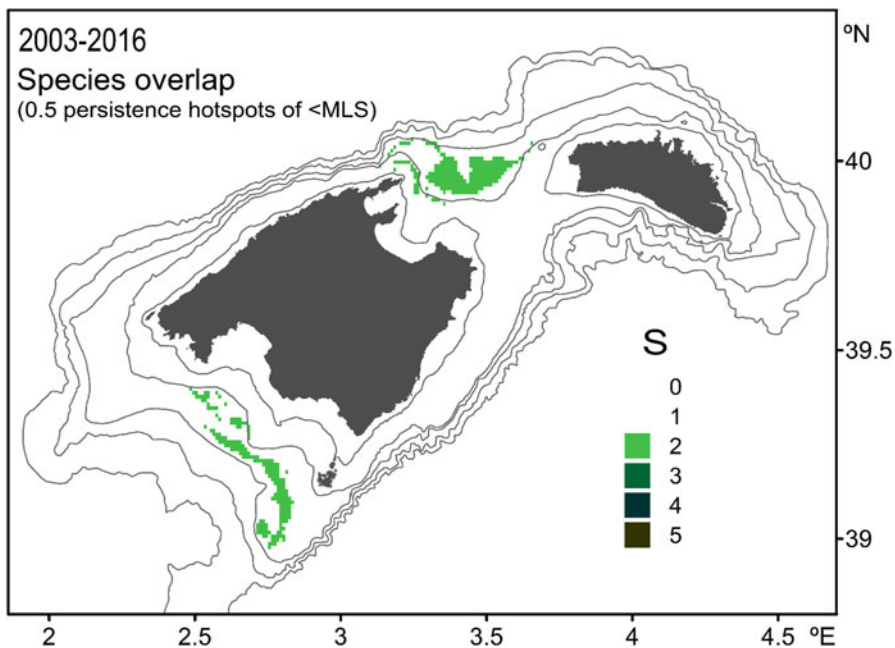 2003-2016
Species overlap
(0.5 persistence hotspots of <MLS)
ºN
40
39.5
39
S
0
1
2
3
4
5
2 2.5 3 3.5 4 4.5 ºE